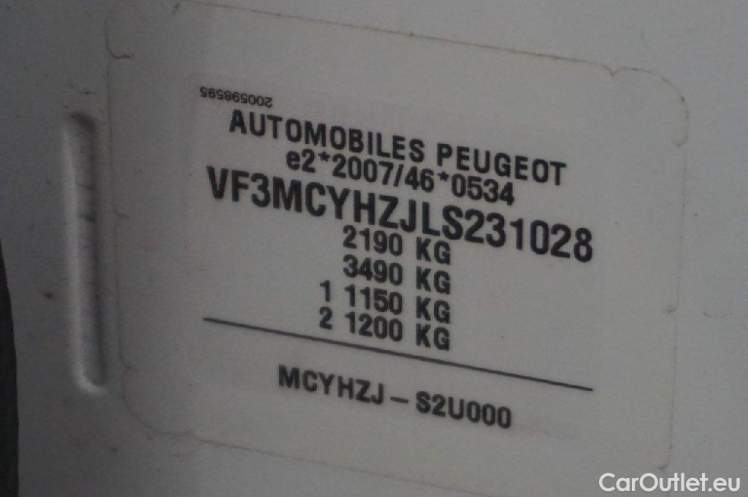 200598595
AUTOMOBILES PEUGEOT
e2*2007/46*0534
VF3MCYHZJLS231028
2190 KG
3490 KG
1 1150 KG
2 1200 KG
MCYHZJ – S2U000
CarOutlet.eu